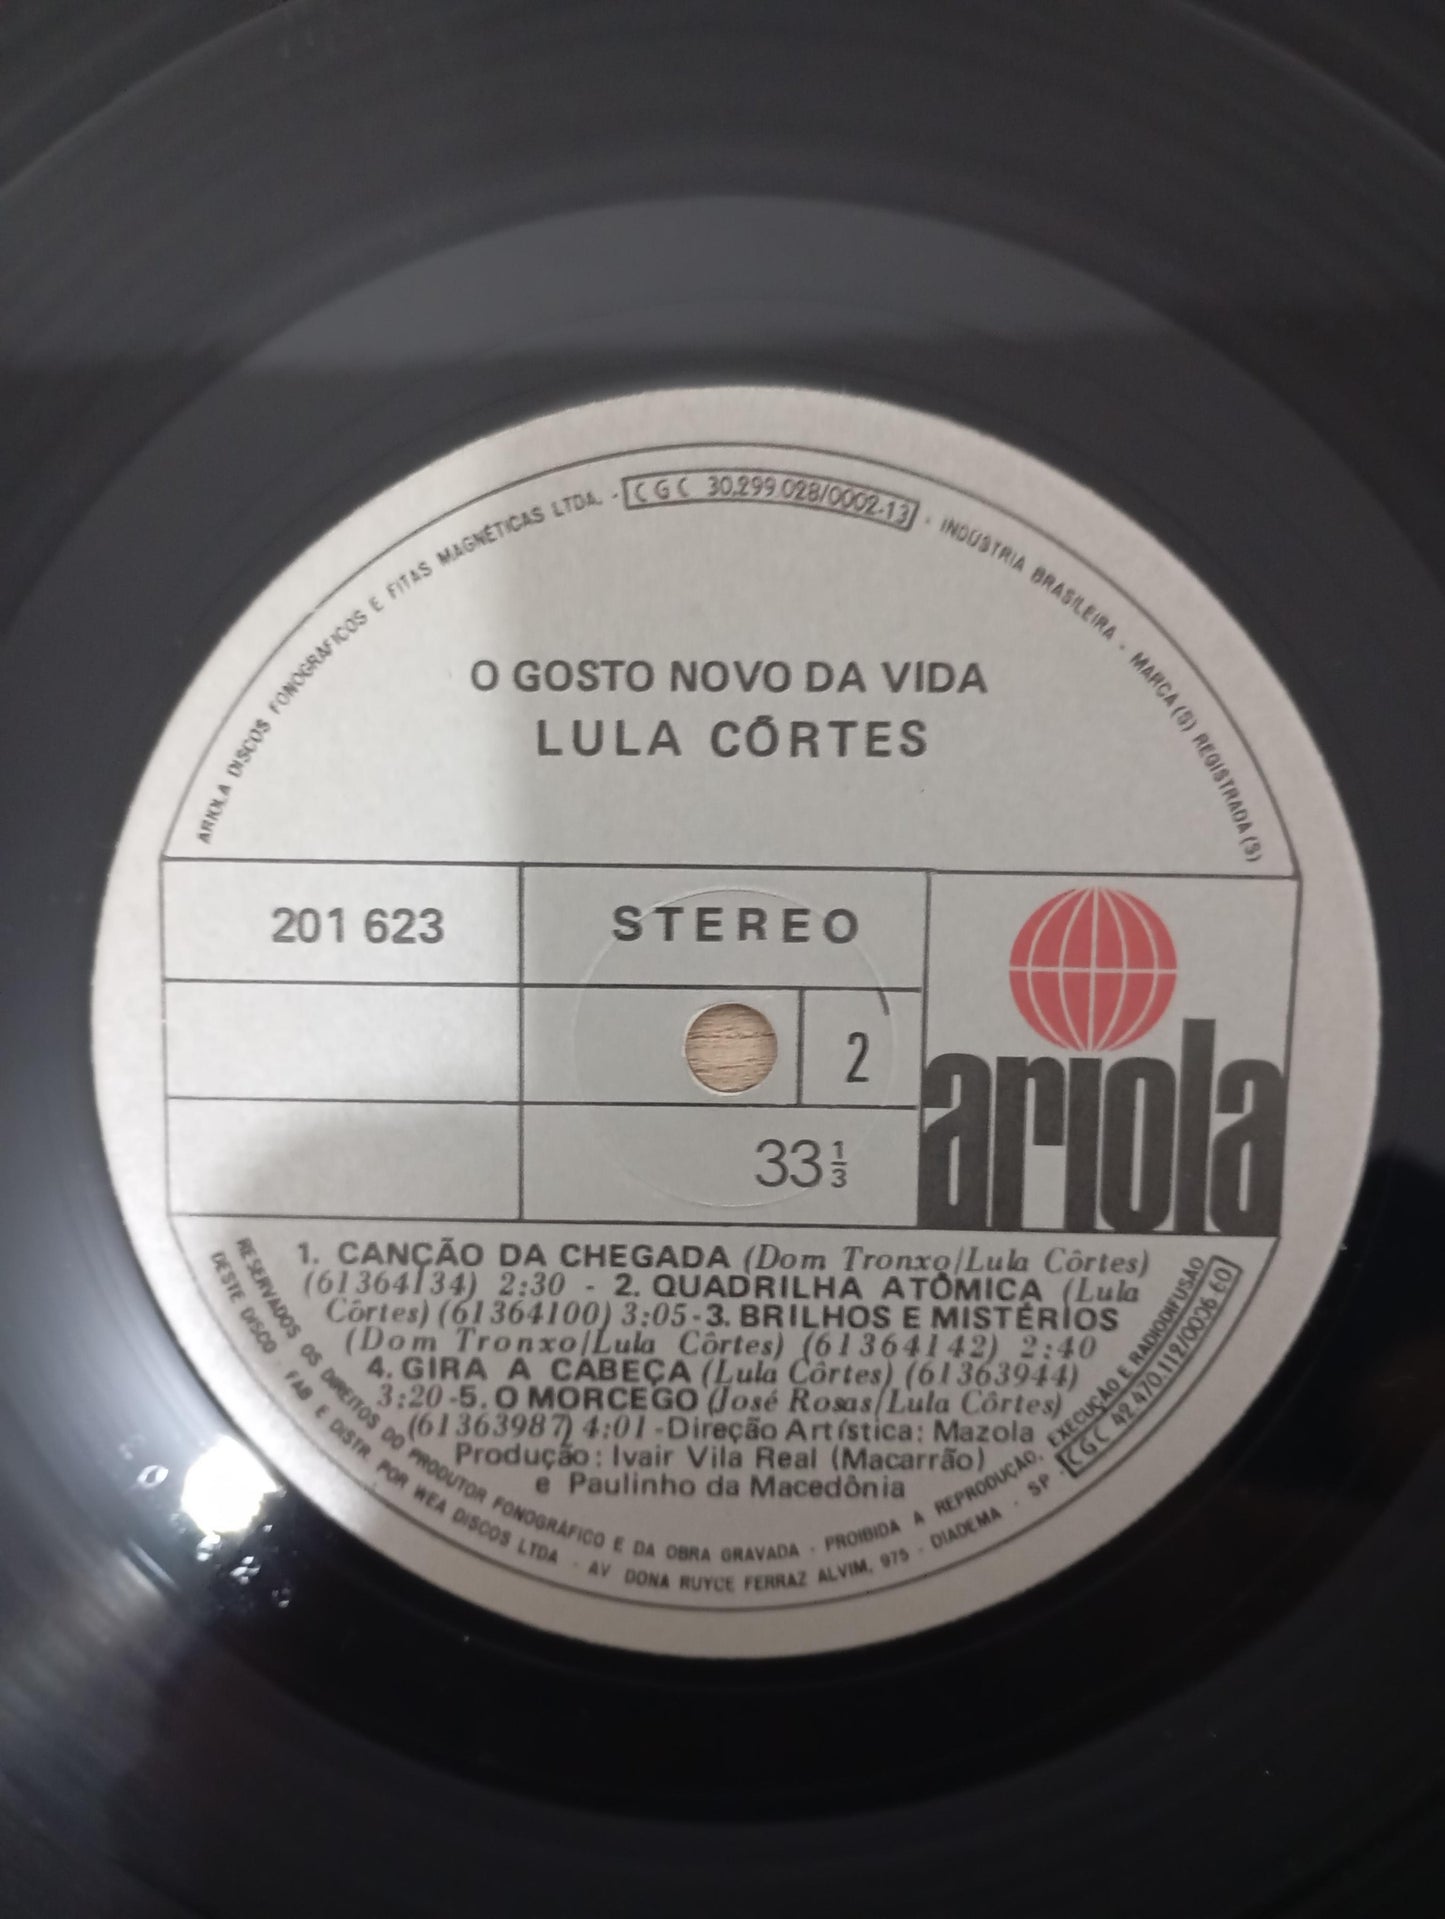 ARIOLA DISCOS FONOGRÁFICOS E FITAS MAGNÉTICAS LTDA. - CGC 30.299.028/0002-13 - INDÚSTRIA BRASILEIRA - MARCA(S) REGISTRADA(S)
O GOSTO NOVO DA VIDA
LULA CÔRTES
201 623
STEREO
2
33 1/3
ariola
1. CANÇÃO DA CHEGADA (Dom Tronxo/Lula Côrtes)
(61364134) 2:30 - 2. QUADRILHA ATÔMICA (Lula
Côrtes) (61364100) 3:05-3. BRILHOS E MISTÉRIOS
(Dom Tronxo/Lula Côrtes) (61364142) 2:40
4. GIRA A CABEÇA (Lula Côrtes) (61363944)
3:20-5. O MORCEGO (José Rosas/Lula Côrtes)
(61363987) 4:01-Direção Artística: Mazola
Produção: Ivair Vila Real (Macarrão)
e Paulinho da Macedônia
RESERVADOS OS DIREITOS DO PRODUTOR FONOGRÁFICO E DA OBRA GRAVADA - PROIBIDA A REPRODUÇÃO, EXECUÇÃO E RADIODIFUSÃO
DESTE DISCO - FAB E DISTR. POR WEA DISCOS LTDA - AV DONA RUYCE FERRAZ ALVIM, 975 - DIADEMA - SP - CGC 42.470.112/0006 60